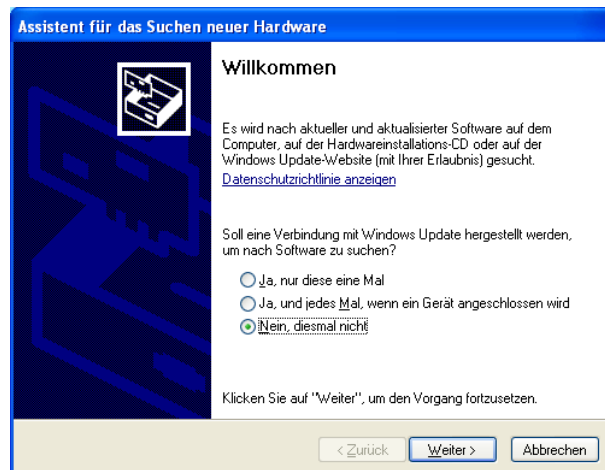 Assistent für das Suchen neuer Hardware
Willkommen
Es wird nach aktueller und aktualisierter Software auf dem
Computer, auf der Hardwareinstallations-CD oder auf der
Windows Update-Website (mit Ihrer Erlaubnis) gesucht.
Datenschutzrichtlinie anzeigen
Soll eine Verbindung mit Windows Update hergestellt werden,
um nach Software zu suchen?
Ja, nur diese eine Mal
Ja, und jedes Mal, wenn ein Gerät angeschlossen wird
Nein, diesmal nicht
Klicken Sie auf "Weiter", um den Vorgang fortzusetzen.
< Zurück Weiter > Abbrechen